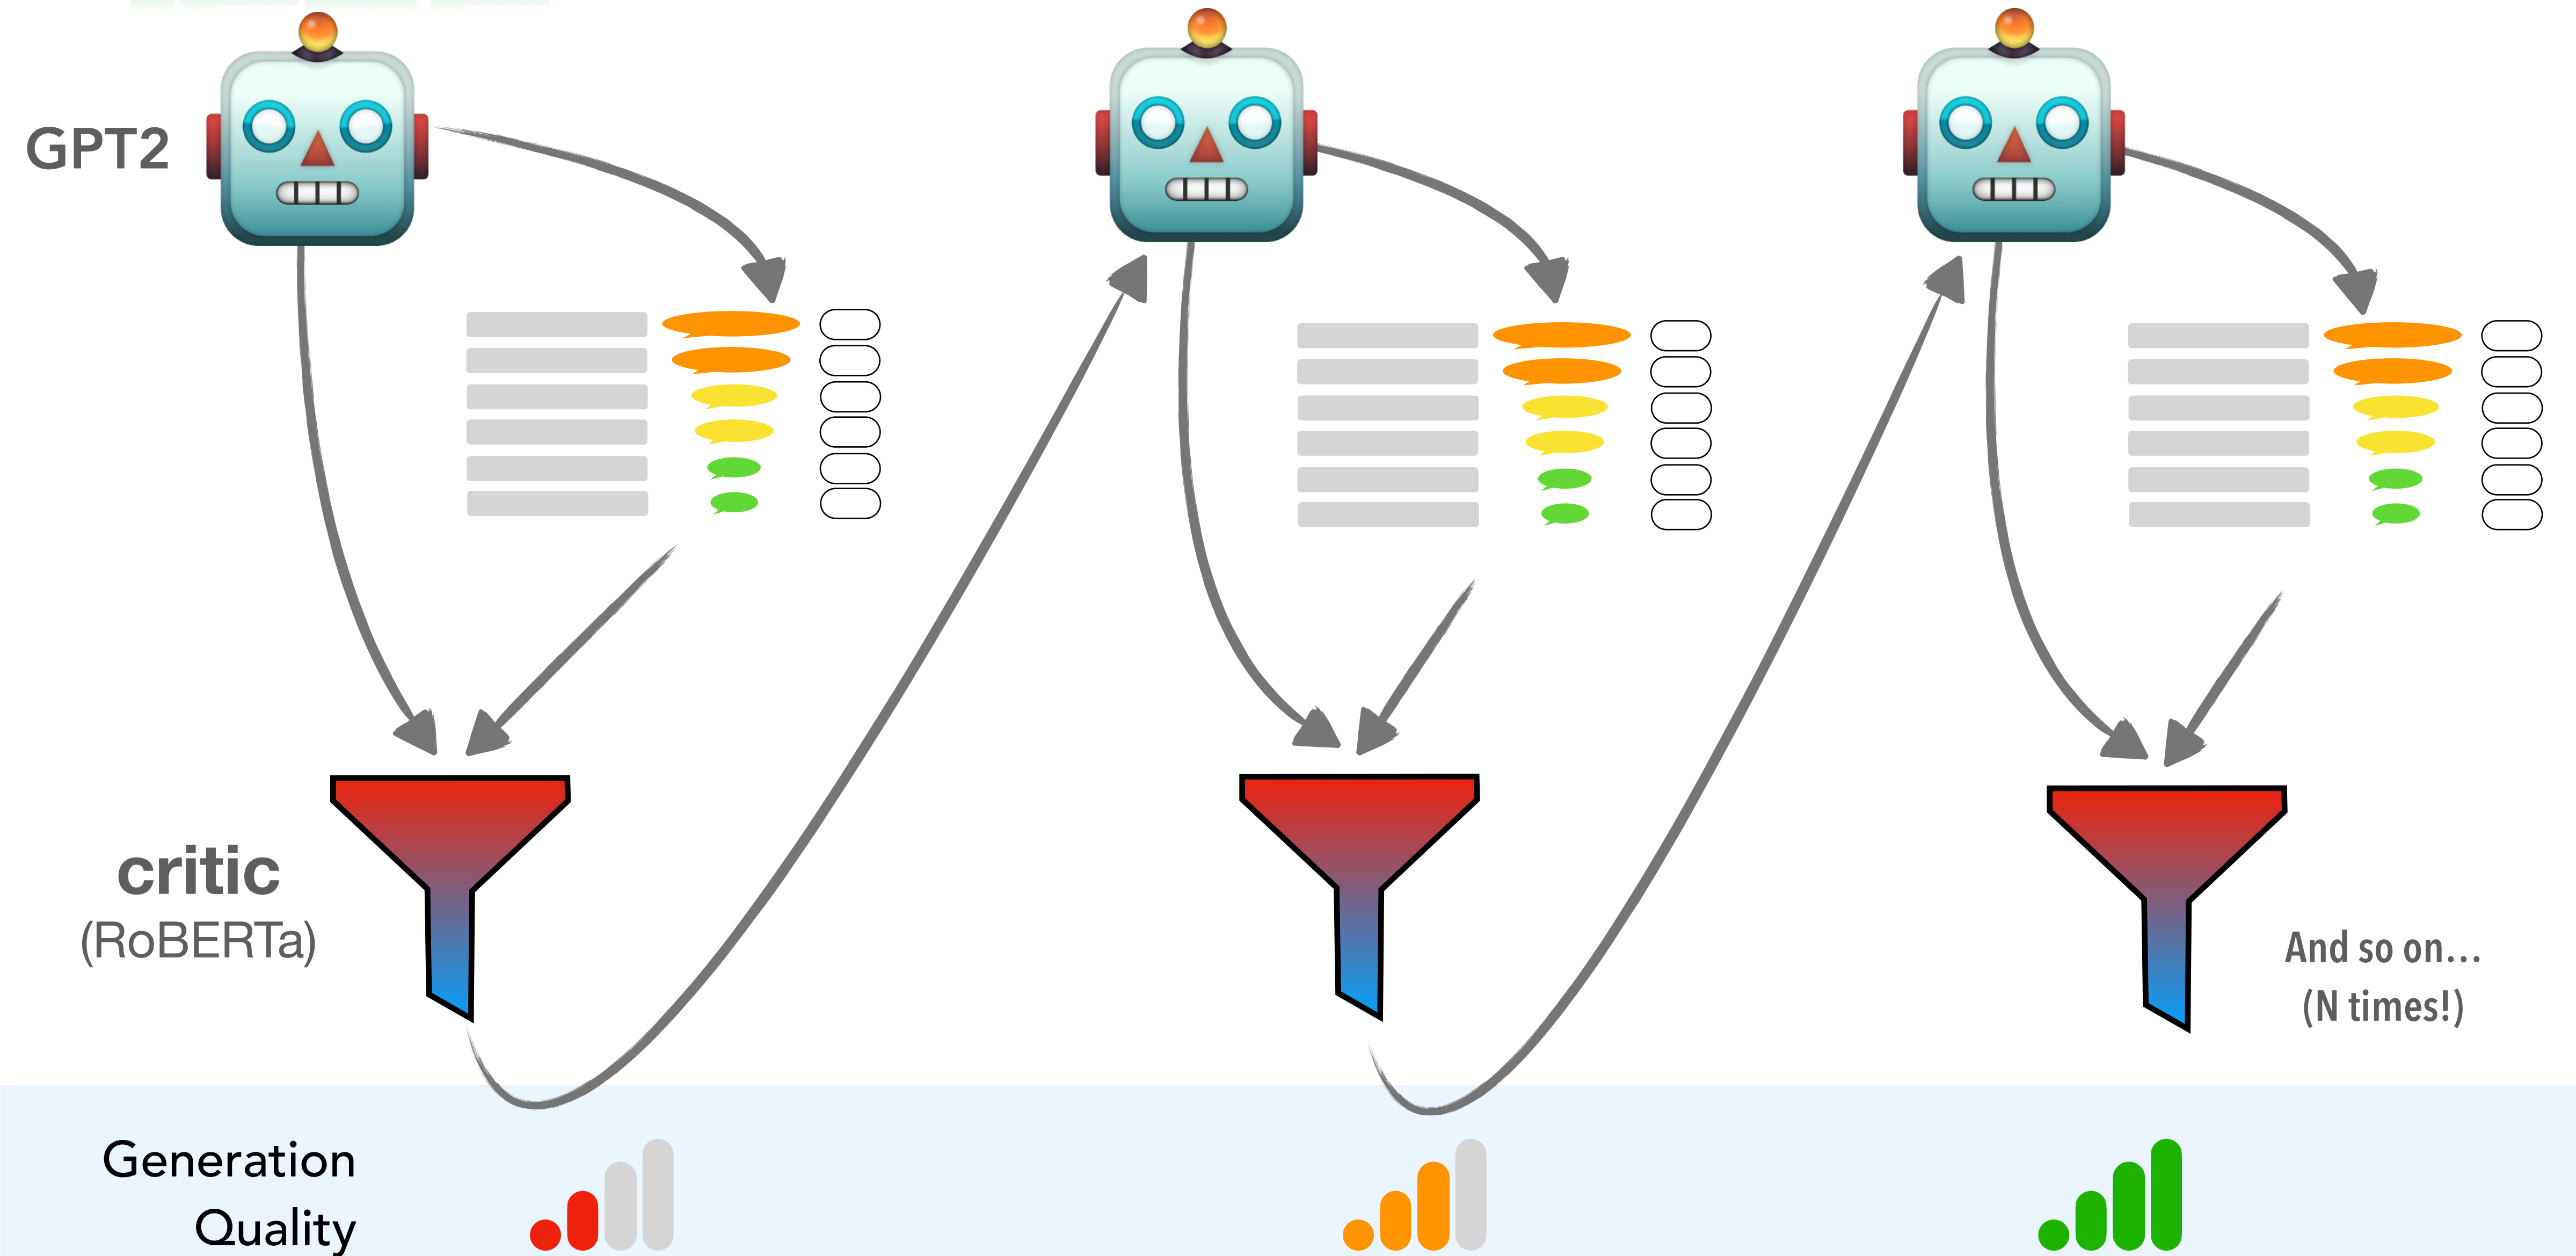 GPT2
critic
(RoBERTa)
And so on...
(N times!)
Generation
Quality